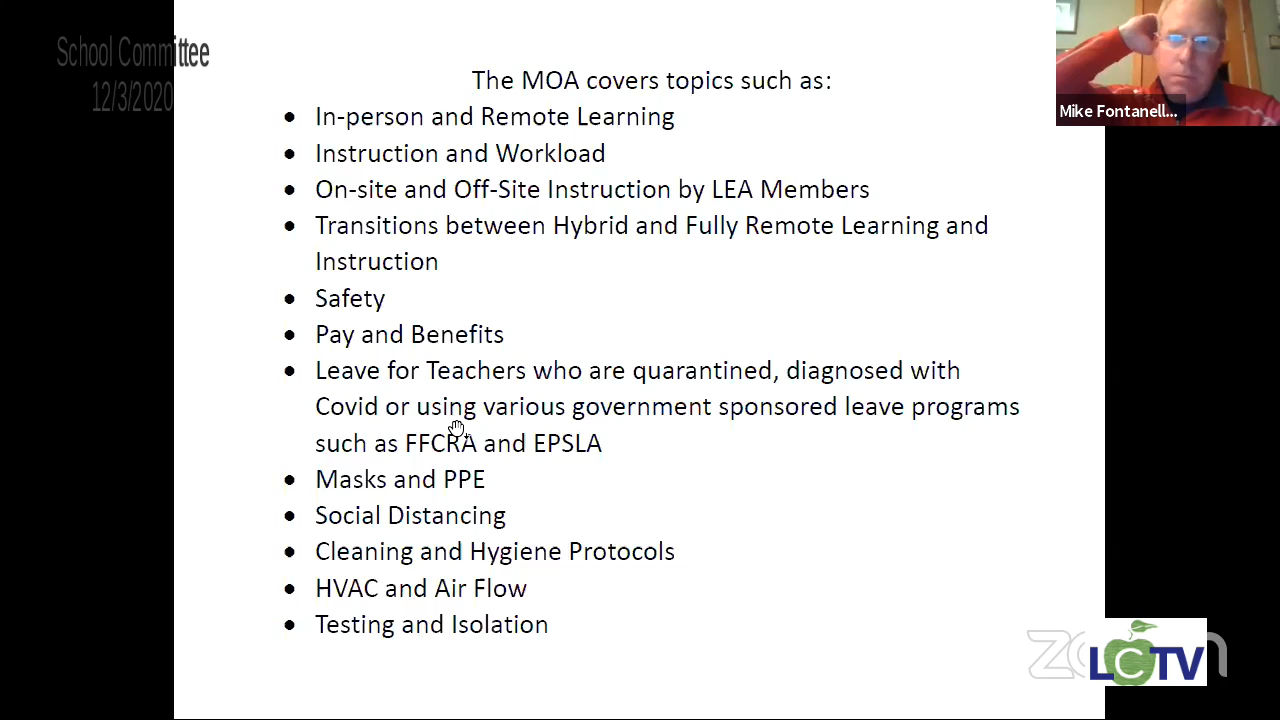 School Committee
12/3/2020
The MOA covers topics such as:
• In-person and Remote Learning
• Instruction and Workload
• On-site and Off-Site Instruction by LEA Members
• Transitions between Hybrid and Fully Remote Learning and
Instruction
• Safety
• Pay and Benefits
• Leave for Teachers who are quarantined, diagnosed with
Covid or using various government sponsored leave programs
such as FFCRA and EPSLA
• Masks and PPE
• Social Distancing
• Cleaning and Hygiene Protocols
• HVAC and Air Flow
• Testing and Isolation
Mike Fontanell...
LCTV